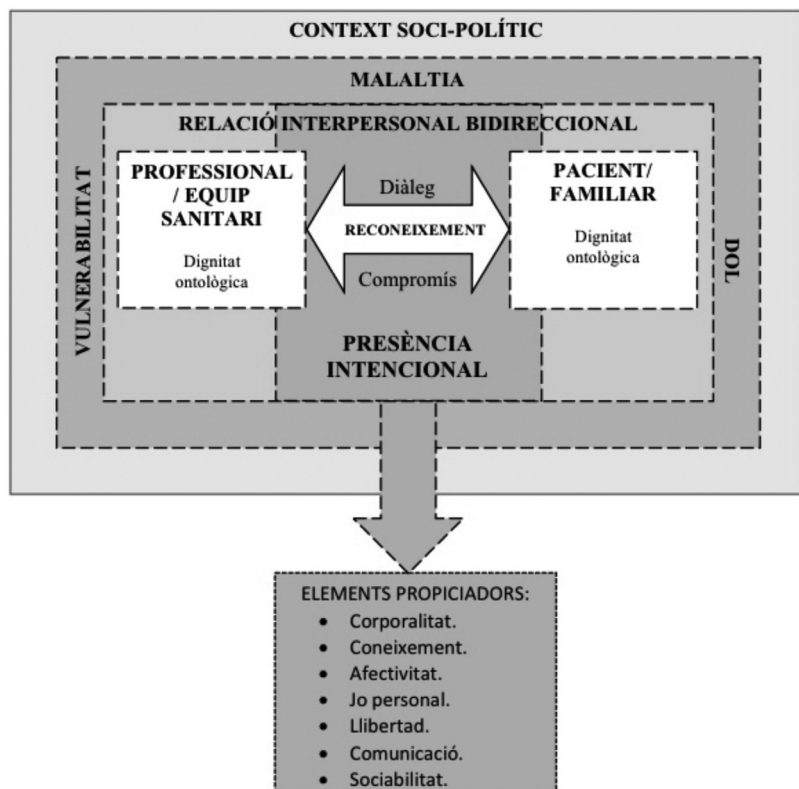 CONTEXT SOCI-POLÍTIC
MALALTIA
RELACIÓ INTERPERSONAL BIDIRECCIONAL
VULNERABILITAT
PROFESSIONAL
/ EQUIP
SANITARI
Dignitat
ontològica
Diàleg
RECONEIXEMENT
Compromís
PACIENT/
FAMILIAR
Dignitat
ontològica
DOL
PRESÈNCIA
INTENCIONAL
ELEMENTS PROPICIADORS:
• Corporalitat.
• Coneixement.
• Afectivitat.
• Jo personal.
• Llibertad.
• Comunicació.
• Sociabilitat.